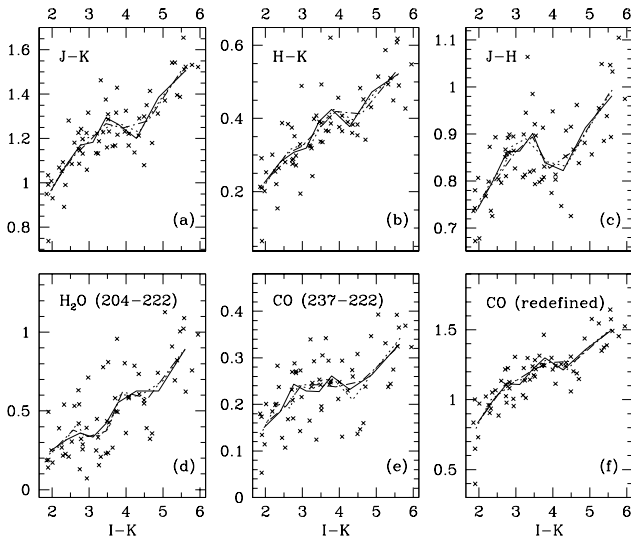 2 3 4 5 6 2 3 4 5 6 2 3 4 5 6
J−K
1.6
1.4
1.2
1
0.8
(a)
H−K
0.6
0.4
0.2
(b)
J−H
1.1
1
0.9
0.8
0.7
(c)
H₂O (204−222)
1
0.5
0
(d)
CO (237−222)
0.4
0.3
0.2
0.1
0
(e)
CO (redefined)
1.5
1
0.5
(f)
2 3 4 5 6 2 3 4 5 6 2 3 4 5 6
I−K I−K I−K